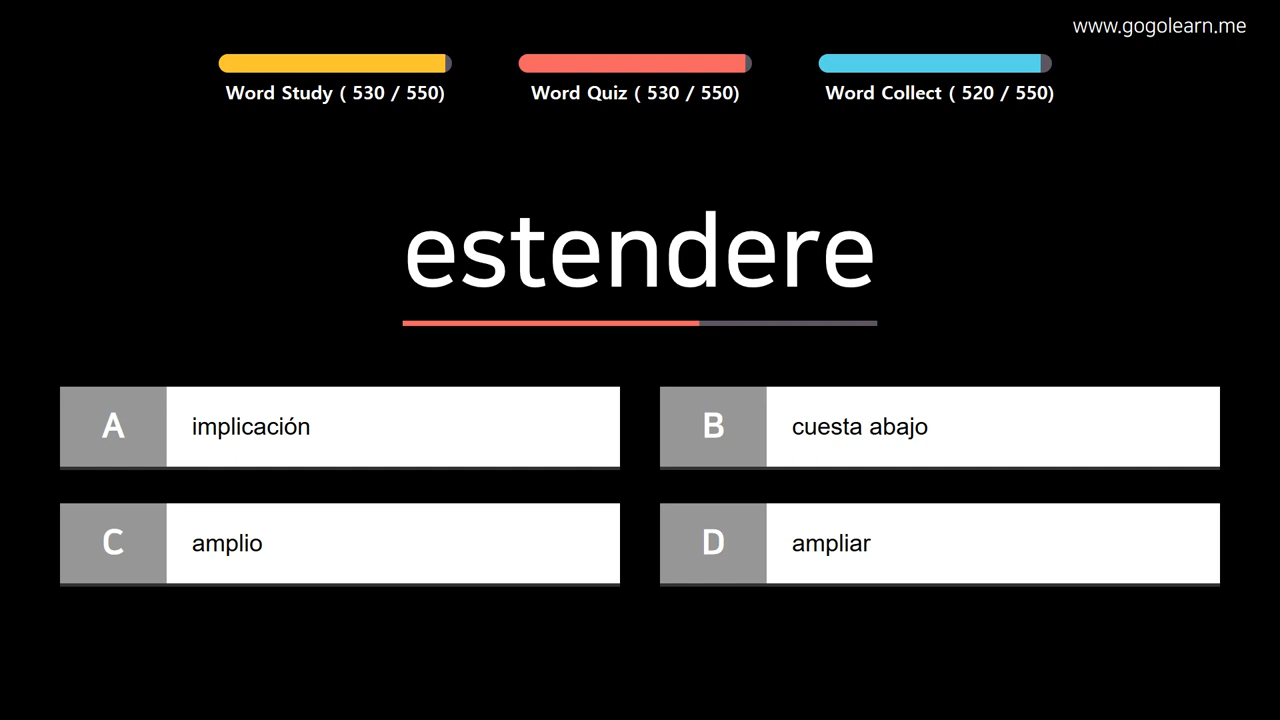 www.gogolearn.me
Word Study ( 530 / 550)
Word Quiz ( 530 / 550)
Word Collect ( 520 / 550)
estendere
A implicación
B cuesta abajo
C amplio
D ampliar